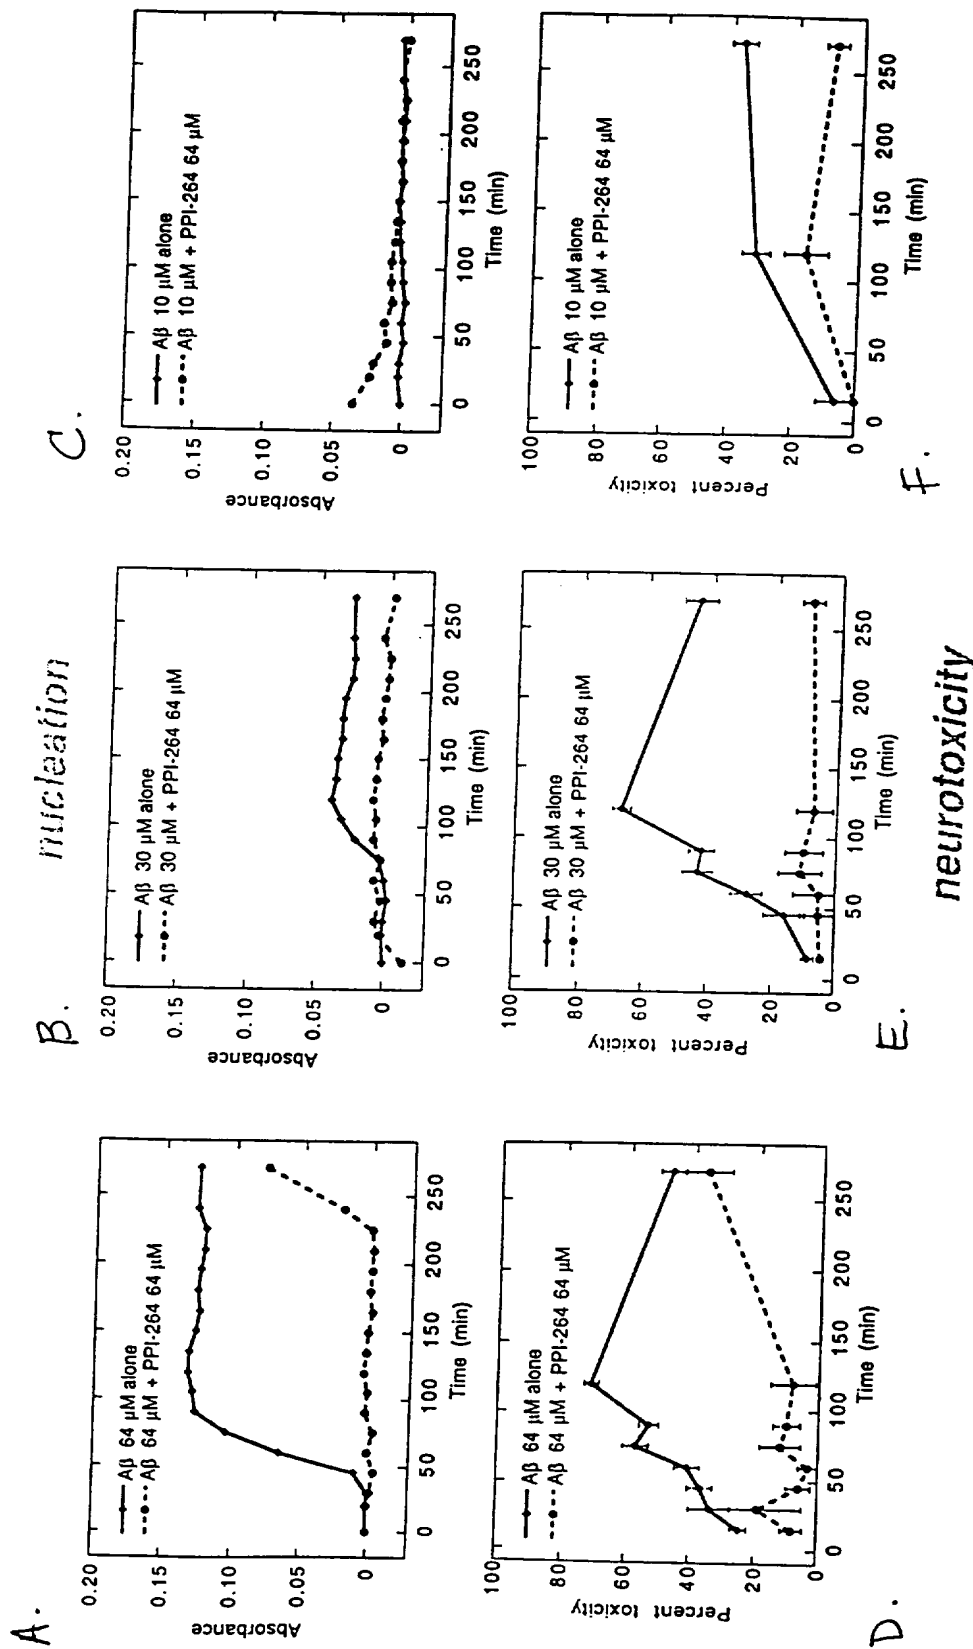 nucleation
A.
0.20
0.15
0.10
0.05
0
Absorbance
Aβ 64 µM alone
Aβ 64 µM + PPI-264 64 µM
0 50 100 150 200 250
Time (min)
B.
0.20
0.15
0.10
0.05
0
Absorbance
Aβ 30 µM alone
Aβ 30 µM + PPI-264 64 µM
0 50 100 150 200 250
Time (min)
C.
0.20
0.15
0.10
0.05
0
Absorbance
Aβ 10 µM alone
Aβ 10 µM + PPI-264 64 µM
0 50 100 150 200 250
Time (min)
D.
100
80
60
40
20
0
Percent toxicity
Aβ 64 µM alone
Aβ 64 µM + PPI-264 64 µM
0 50 100 150 200 250
Time (min)
E.
100
80
60
40
20
0
Percent toxicity
Aβ 30 µM alone
Aβ 30 µM + PPI-264 64 µM
0 50 100 150 200 250
Time (min)
F.
100
80
60
40
20
0
Percent toxicity
Aβ 10 µM alone
Aβ 10 µM + PPI-264 64 µM
0 50 100 150 200 250
Time (min)
neurotoxicity